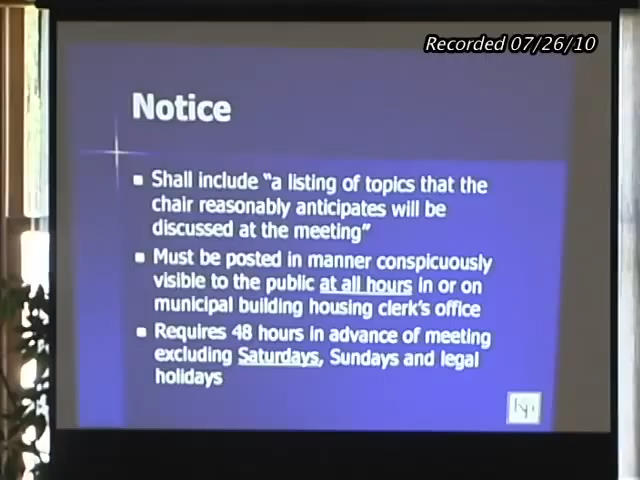 Recorded 07/26/10
Notice
Shall include “a listing of topics that the
chair reasonably anticipates will be
discussed at the meeting”
Must be posted in manner conspicuously
visible to the public at all hours in or on
municipal building housing clerk’s office
Requires 48 hours in advance of meeting
excluding Saturdays, Sundays and legal
holidays